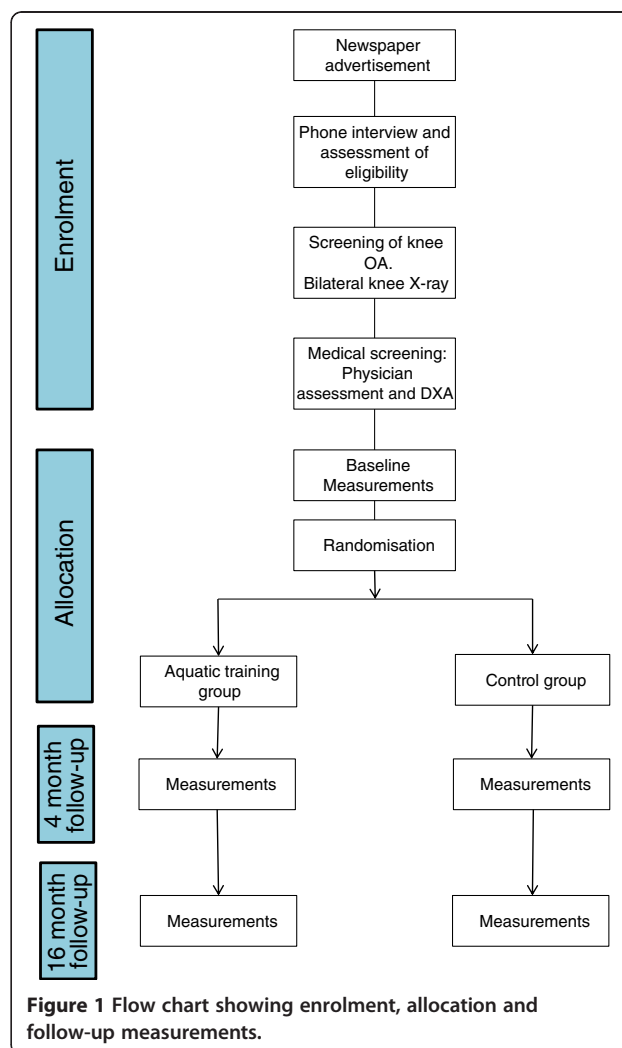 Enrolment
Newspaper
advertisement
Phone interview and
assessment of
eligibility
Screening of knee
OA.
Bilateral knee X-ray
Medical screening:
Physician
assessment and DXA
Allocation
Baseline
Measurements
Randomisation
Aquatic training
group
Control group
4 month
follow-up
Measurements
Measurements
16 month
follow-up
Measurements
Measurements
Figure 1 Flow chart showing enrolment, allocation and
follow-up measurements.